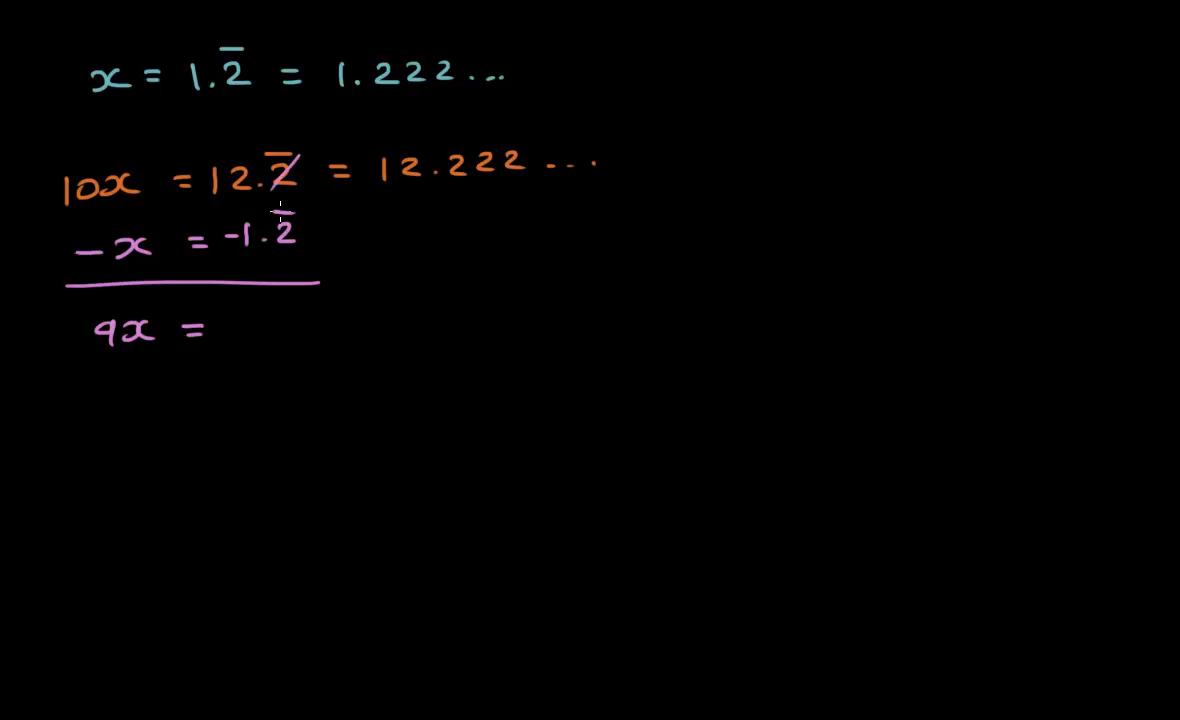 x = 1.2̅ = 1.222...
10x = 12.2̅ = 12.222...
-x = -1.2̅
9x =